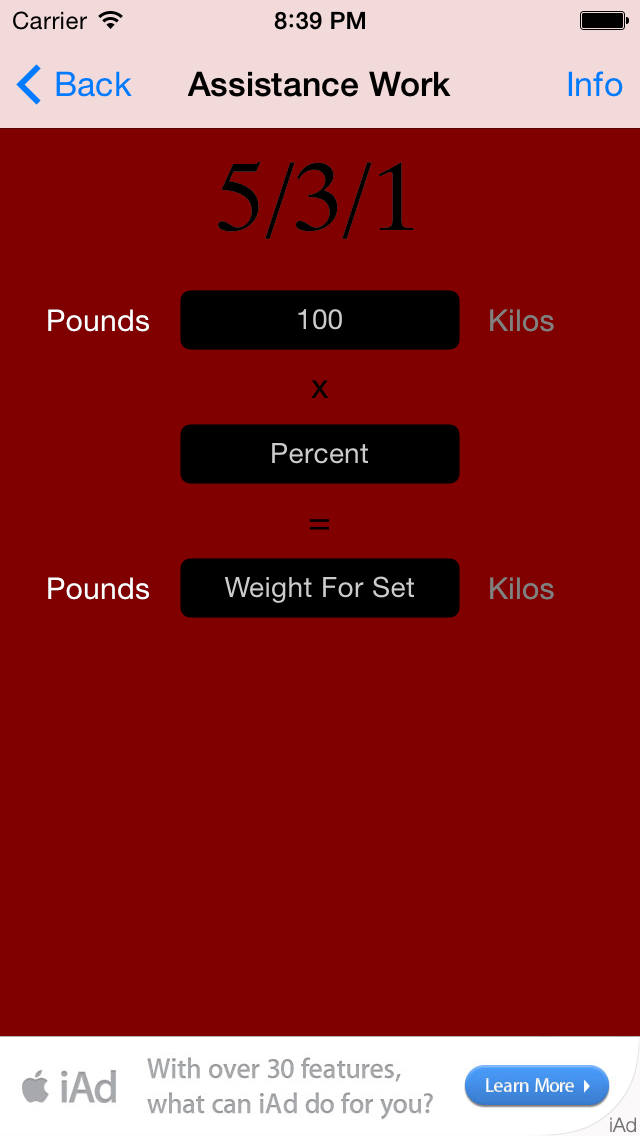 Carrier 8:39 PM
Back Assistance Work Info
5/3/1
Pounds 100 Kilos
x
Percent
=
Pounds Weight For Set Kilos
iAd With over 30 features, what can iAd do for you? Learn More
iAd